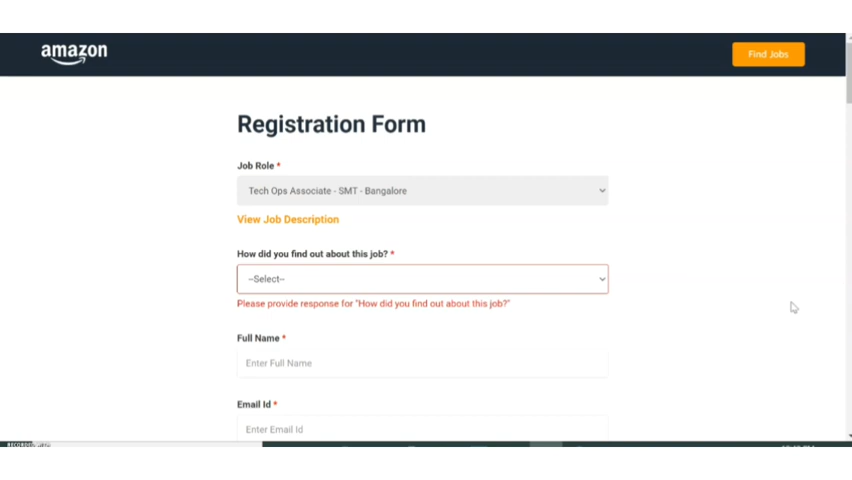 amazon
Find Jobs
Registration Form
Job Role *
Tech Ops Associate - SMT - Bangalore
View Job Description
How did you find out about this job? *
--Select--
Please provide response for "How did you find out about this job?"
Full Name *
Enter Full Name
Email Id *
Enter Email Id